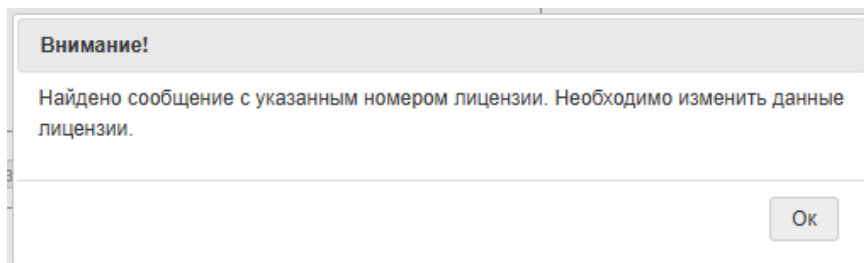 Внимание!
Найдено сообщение с указанным номером лицензии. Необходимо изменить данные
лицензии.
Ок